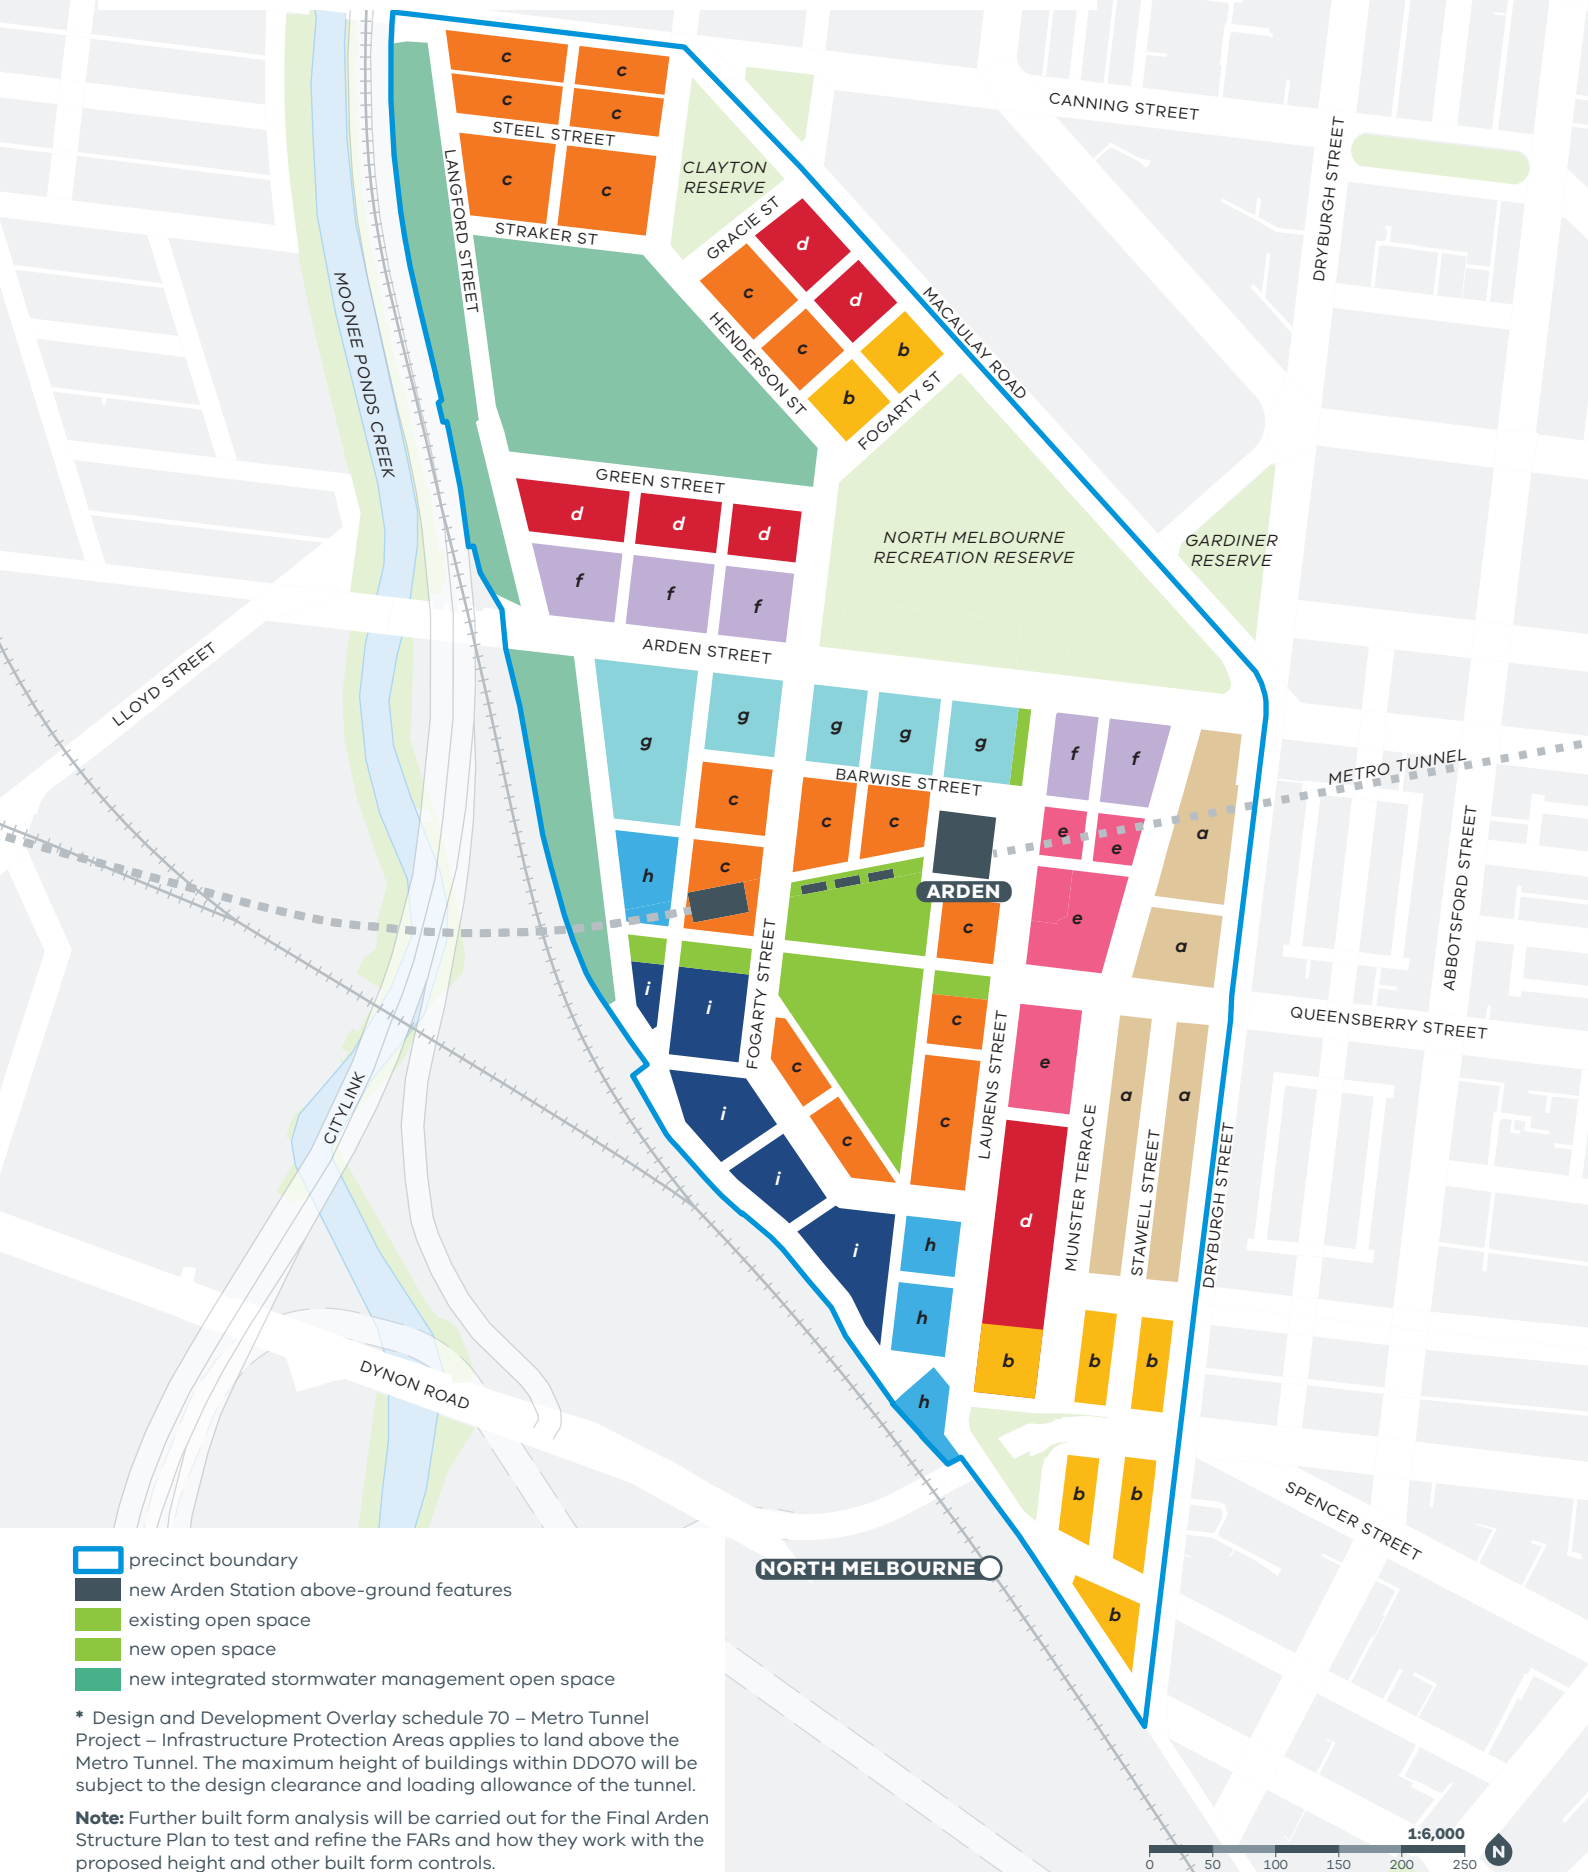 c
c
c
c
STEEL STREET
CANNING STREET
c
c
CLAYTON
RESERVE
LANGFORD STREET
STRAKER ST
GRACIE ST
d
c
d
c
b
b
HENDERSON ST
FOGARTY ST
MACAULAY ROAD
DRYBURGH STREET
MOONEE PONDS CREEK
GREEN STREET
d
d
d
f
f
f
NORTH MELBOURNE
RECREATION RESERVE
GARDINER
RESERVE
ARDEN STREET
LLOYD STREET
g
g
g
g
g
f
f
BARWISE STREET
METRO TUNNEL
c
c
c
e
e
a
h
c
ARDEN
c
e
a
FOGARTY STREET
ABBOTSFORD STREET
i
i
c
QUEENSBERRY STREET
c
e
LAURENS STREET
i
c
c
a
a
CITYLINK
MUNSTER TERRACE
STAWELL STREET
DRYBURGH STREET
i
d
i
h
h
b
b
b
DYNON ROAD
h
b
b
SPENCER STREET
NORTH MELBOURNE
b
precinct boundary
new Arden Station above-ground features
existing open space
new open space
new integrated stormwater management open space
* Design and Development Overlay schedule 70 – Metro Tunnel
Project – Infrastructure Protection Areas applies to land above the
Metro Tunnel. The maximum height of buildings within DDO70 will be
subject to the design clearance and loading allowance of the tunnel.
Note: Further built form analysis will be carried out for the Final Arden
Structure Plan to test and refine the FARs and how they work with the
proposed height and other built form controls.
1:6,000
N
0 50 100 150 200 250